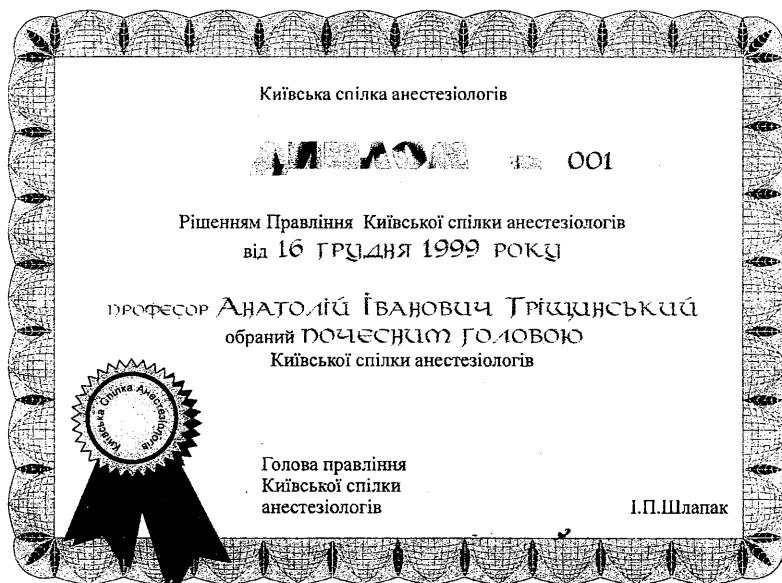 Київська спілка анестезіологів
ДИПЛОМ 001
Рішенням Правління Київської спілки анестезіологів
від 16 ГРУДНЯ 1999 РОКУ
ПРОФЕСОР АНАТОЛІЙ ІВАНОВИЧ ТРІЩИНСЬКИЙ
обраний ПОЧЕСНИМ ГОЛОВОЮ
Київської спілки анестезіологів
Київська Спілка Анестезіологів
Голова правління
Київської спілки
анестезіологів
І.П.Шлапак